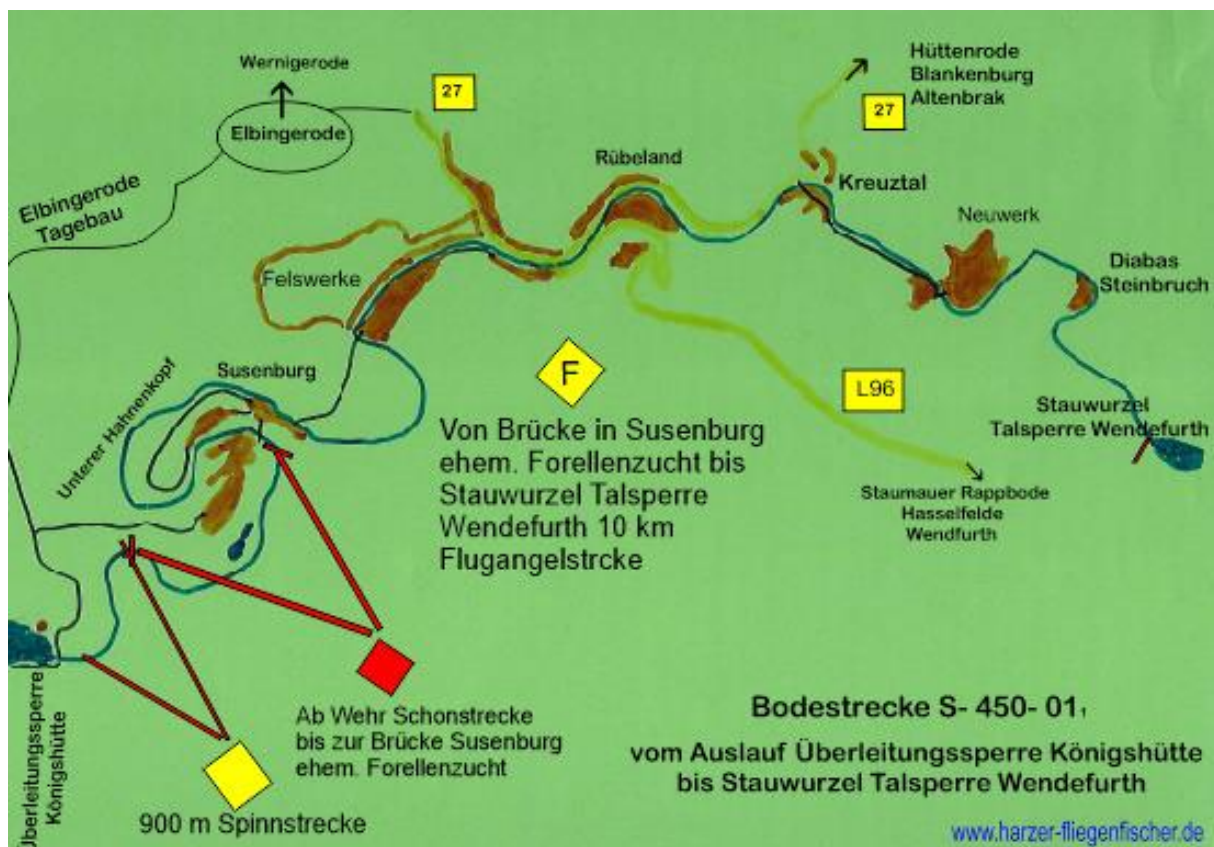 Wernigerode
27
Hüttenrode
Blankenburg
Altenbrak
27
Elbingerode
Rübeland
Kreuztal
Elbingerode
Tagebau
Neuwerk
Felswerke
Diabas
Steinbruch
Susenburg
F
L96
Unterer Hahnenkopf
Stauwurzel
Talsperre Wendefurth
Von Brücke in Susenburg
ehem. Forellenzucht bis
Stauwurzel Talsperre
Wendefurth 10 km
Flugangelstrcke
Staumauer Rappbode
Hasselfelde
Wendfurth
Überleitungssperre
Königshütte
Ab Wehr Schonstrecke
bis zur Brücke Susenburg
ehem. Forellenzucht
900 m Spinnstrecke
Bodestrecke S- 450- 01₁
vom Auslauf Überleitungssperre Königshütte
bis Stauwurzel Talsperre Wendefurth
www.harzer-fliegenfischer.de